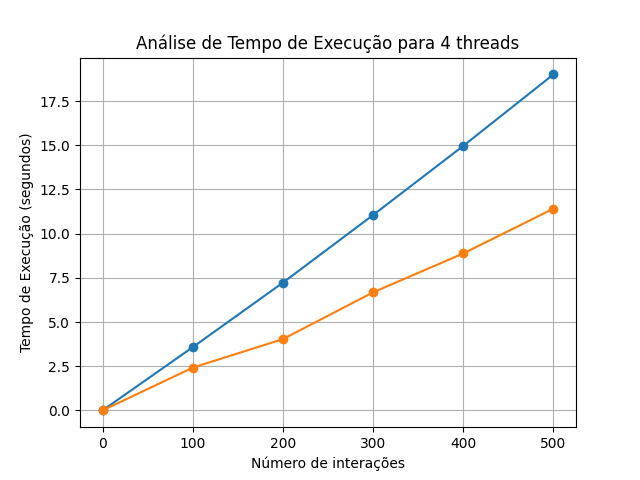 Análise de Tempo de Execução para 4 threads
Tempo de Execução (segundos)
17.5
15.0
12.5
10.0
7.5
5.0
2.5
0.0
0 100 200 300 400 500
Número de interações